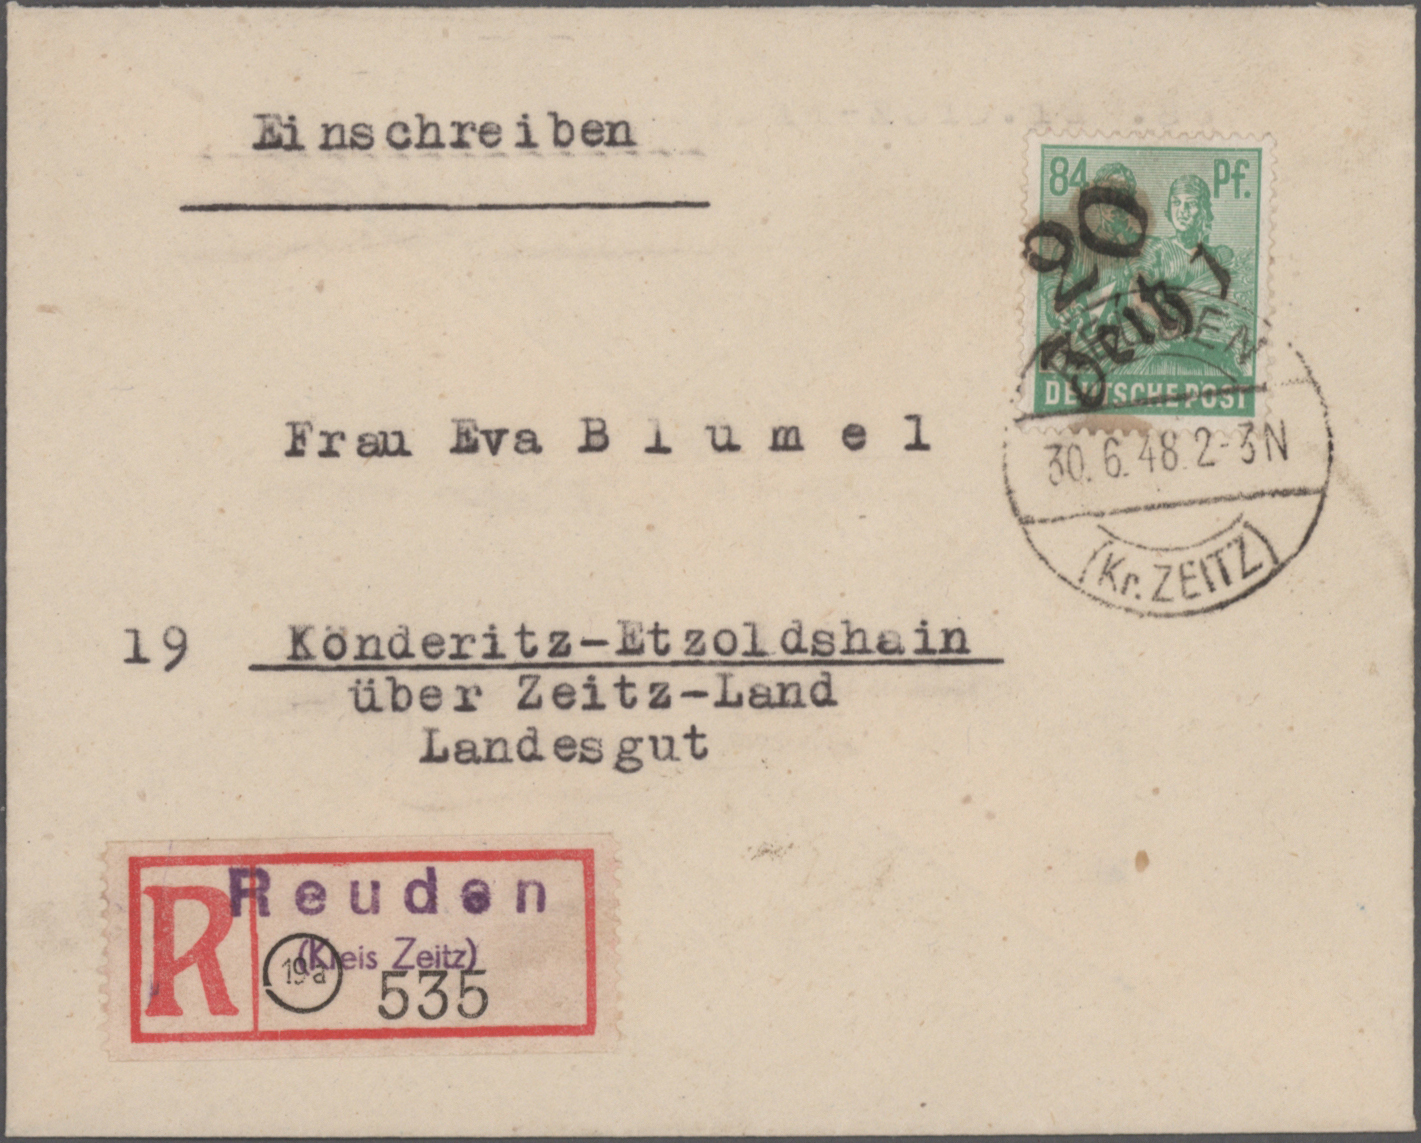 Einschreiben
84 Pf.
20
Zeitz 1
DEUTSCHE POST
REUDEN
30.6.48.2-3N
(Kr. ZEITZ)
Frau Eva Blumel
19 Könderitz-Etzoldshain
über Zeitz-Land
Landesgut
R
Reuden
(Kreis Zeitz)
19a
535